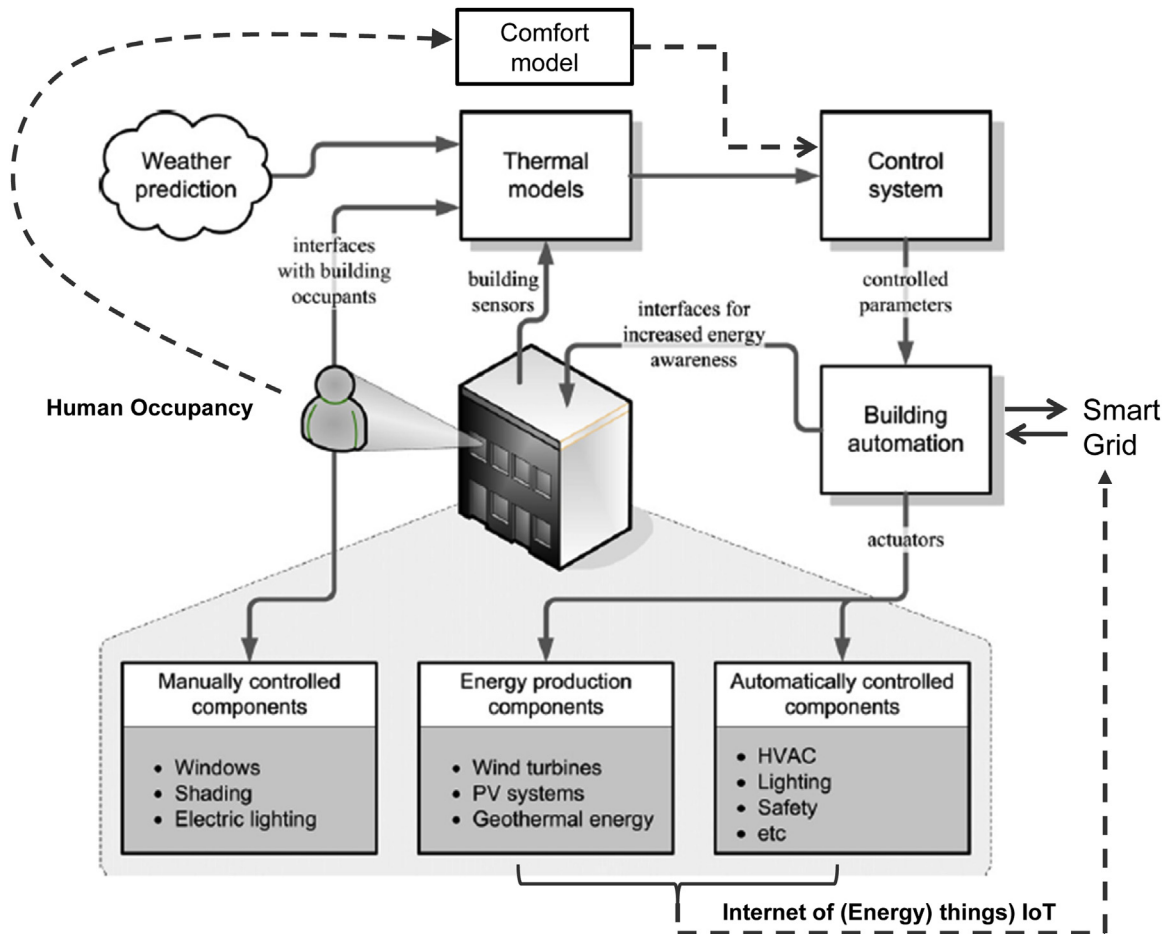 Comfort
model
Weather
prediction
Thermal
models
Control
system
interfaces
with building
occupants
building
sensors
controlled
parameters
interfaces for
increased energy
awareness
Human Occupancy
Building
automation
Smart
Grid
actuators
Manually controlled
components
• Windows
• Shading
• Electric lighting
Energy production
components
• Wind turbines
• PV systems
• Geothermal energy
Automatically controlled
components
• HVAC
• Lighting
• Safety
• etc
Internet of (Energy) things) IoT